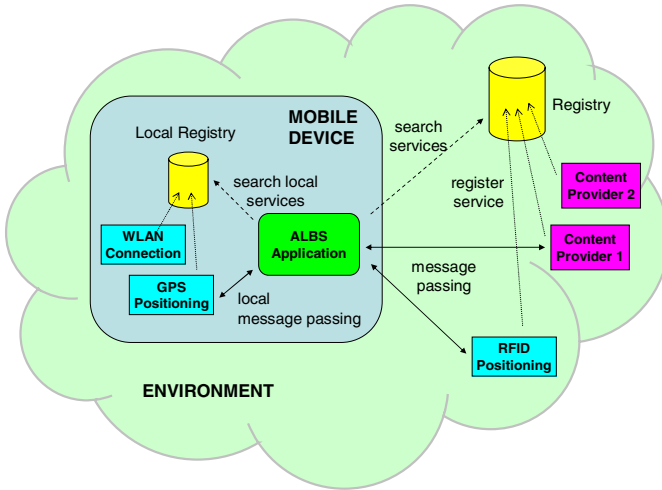 MOBILE
DEVICE
Local Registry
search local
services
WLAN
Connection
GPS
Positioning
ALBS
Application
local
message passing
search
services
Registry
register
service
Content
Provider 2
Content
Provider 1
message
passing
RFID
Positioning
ENVIRONMENT